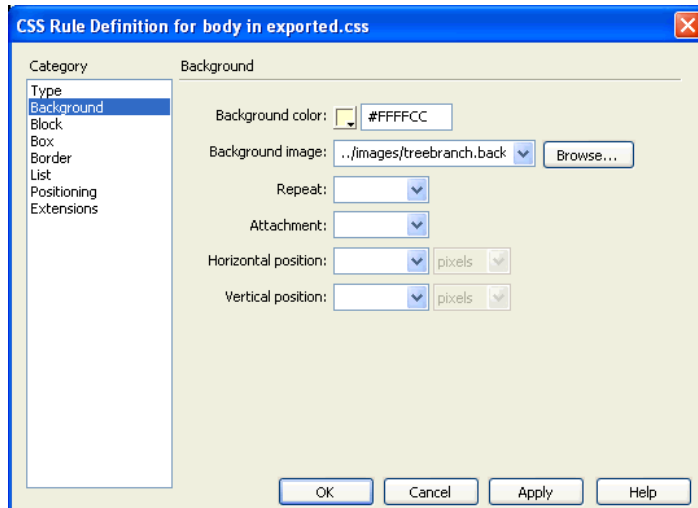 CSS Rule Definition for body in exported.css
Category
Background
Type
Background
Block
Box
Border
List
Positioning
Extensions
Background color: #FFFFCC
Background image: ../images/treebranch.back Browse...
Repeat:
Attachment:
Horizontal position: pixels
Vertical position: pixels
OK Cancel Apply Help